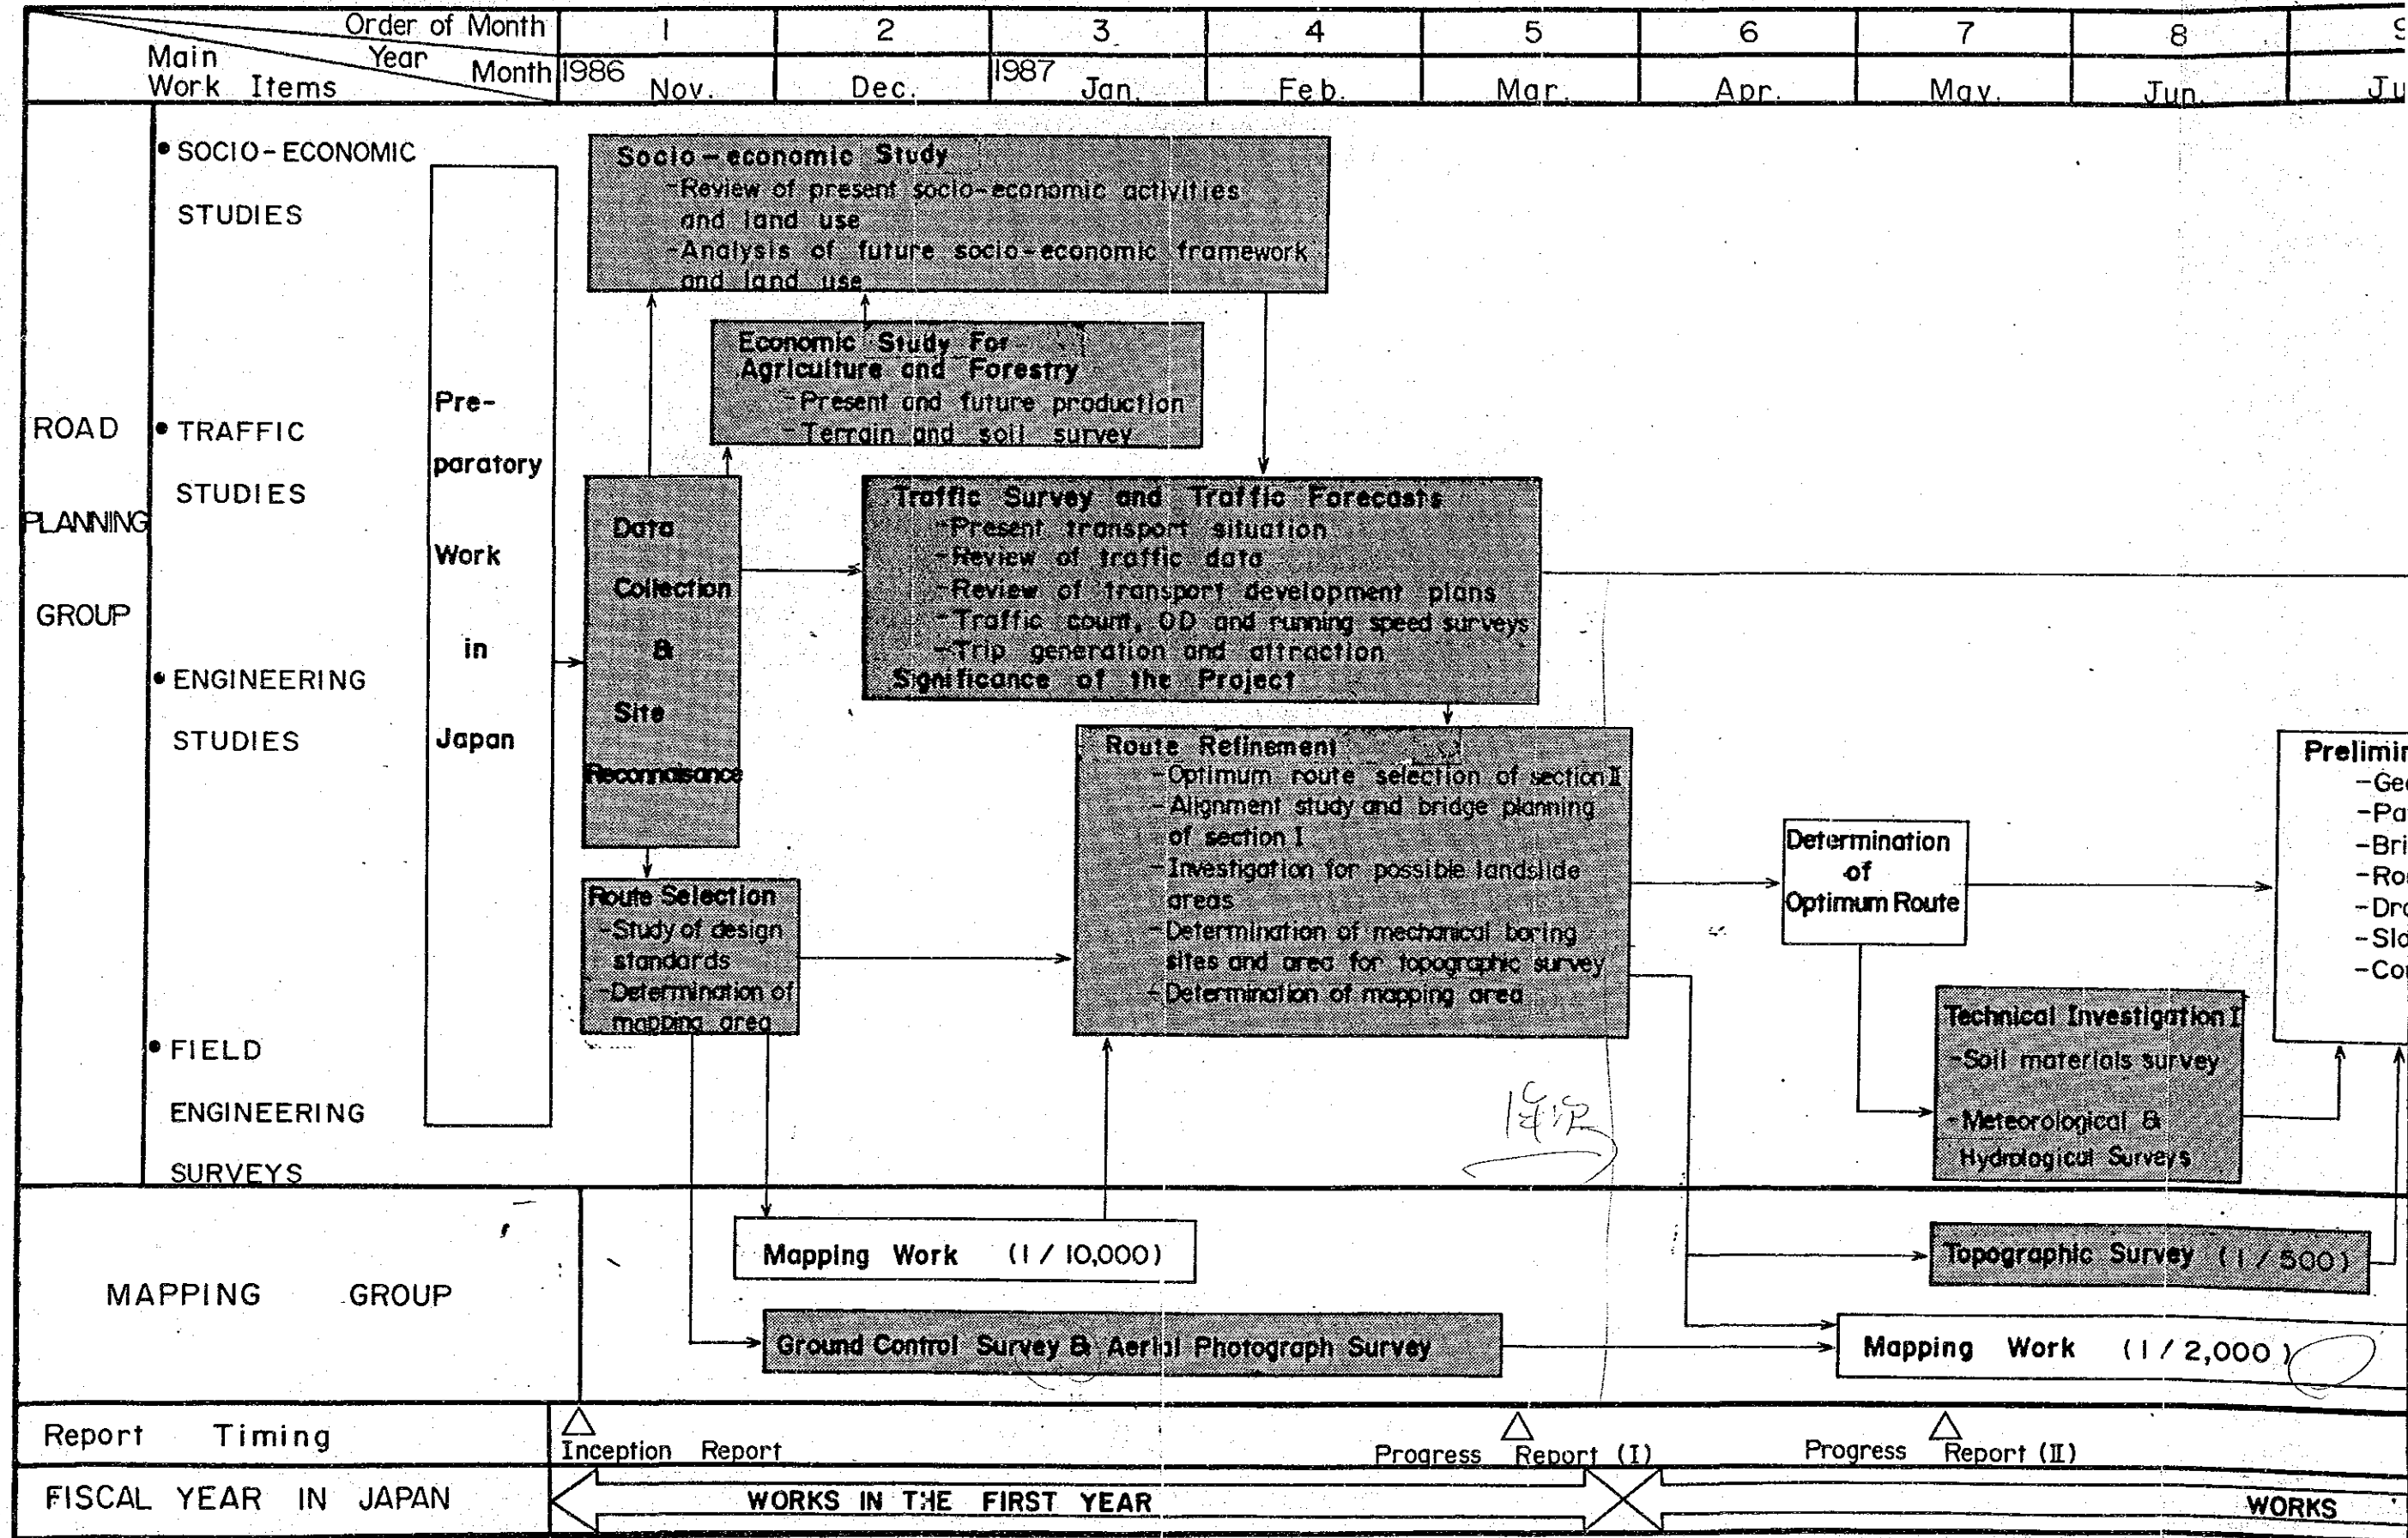 Order of Month 1 2 3 4 5 6 7 8 9
Year 1986 1987
Month Nov. Dec. Jan. Feb. Mar. Apr. May. Jun. Ju
Main
Work Items
ROAD
PLANNING
GROUP
• SOCIO-ECONOMIC
STUDIES
• TRAFFIC
STUDIES
• ENGINEERING
STUDIES
• FIELD
ENGINEERING
SURVEYS
Pre-
paratory
Work
in
Japan
Socio-economic Study
-Review of present socio-economic activities
and land use
-Analysis of future socio-economic framework
and land use
Economic Study For
Agriculture and Forestry
-Present and future production
-Terrain and soil survey
Data
Collection
&
Site
Reconnaisance
Traffic Survey and Traffic Forecasts
-Present transport situation
-Review of traffic data
-Review of transport development plans
-Traffic count, OD and running speed surveys
-Trip generation and attraction
Significance of the Project
Route Selection
-Study of design
standards
-Determination of
mapping area
Route Refinement
-Optimum route selection of section II
-Alignment study and bridge planning
of section I
-Investigation for possible landslide
areas
-Determination of mechanical boring
sites and area for topographic survey
-Determination of mapping area
Determination
of
Optimum Route
Technical Investigation I
-Soil materials survey
-Meteorological &
Hydrological Surveys
Prelimin
-Geo
-Pa
-Bri
-Roa
-Dra
-Slo
-Con
MAPPING GROUP
Mapping Work (1/10,000)
Topographic Survey (1/500)
Ground Control Survey & Aerial Photograph Survey
Mapping Work (1/2,000)
Report Timing
Inception Report
Progress Report (I)
Progress Report (II)
FISCAL YEAR IN JAPAN
WORKS IN THE FIRST YEAR
WORKS